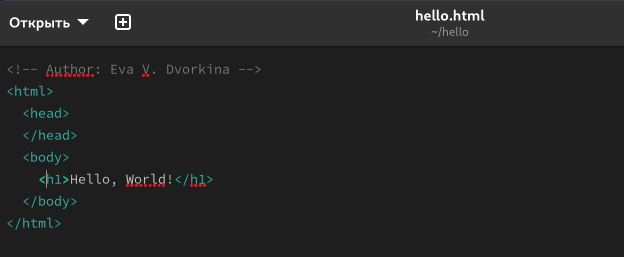 Открыть
hello.html
~/hello
<!-- Author: Eva V. Dvorkina -->
<html>
  <head>
  </head>
  <body>
    <h1>Hello, World!</h1>
  </body>
</html>